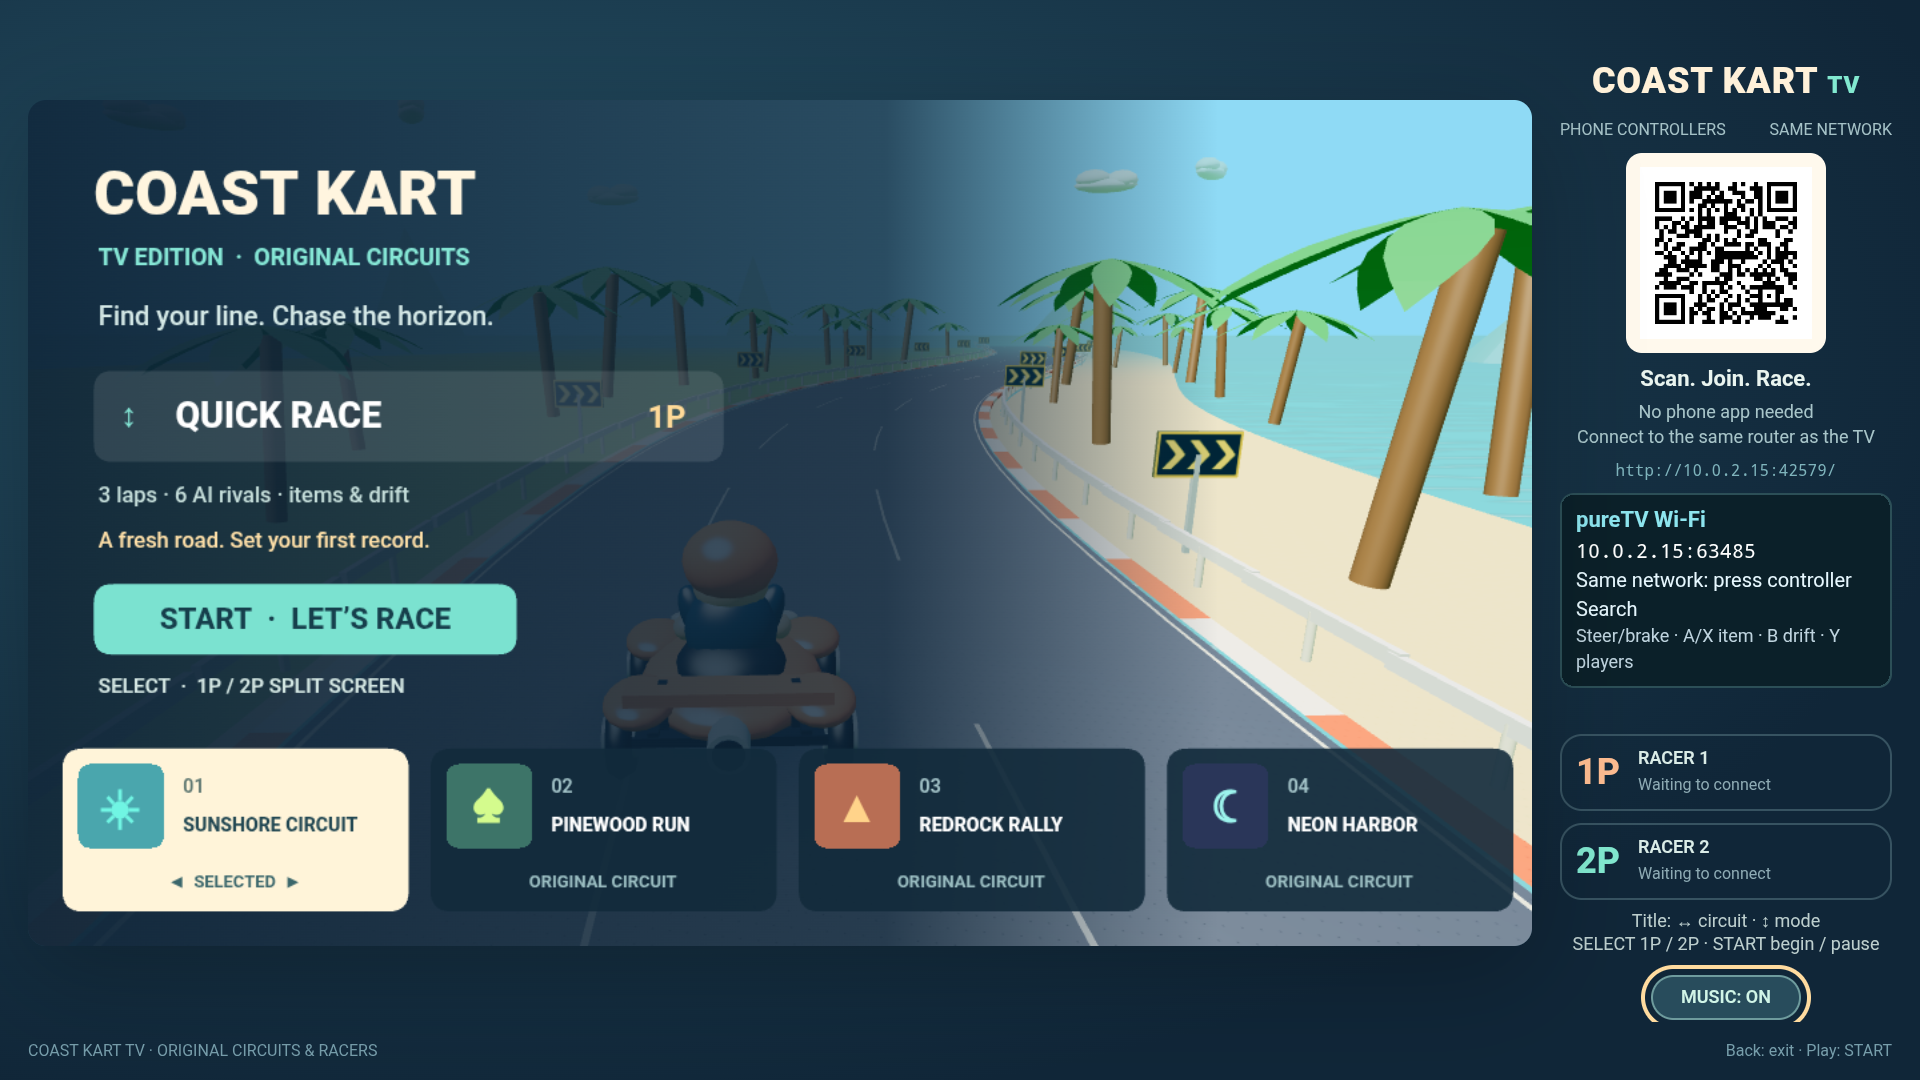 COAST KART
TV EDITION · ORIGINAL CIRCUITS
Find your line. Chase the horizon.
↕ QUICK RACE 1P
3 laps · 6 AI rivals · items & drift
A fresh road. Set your first record.
START · LET’S RACE
SELECT · 1P / 2P SPLIT SCREEN
01
SUNSHORE CIRCUIT
◄ SELECTED ►
02
PINEWOOD RUN
ORIGINAL CIRCUIT
03
REDROCK RALLY
ORIGINAL CIRCUIT
04
NEON HARBOR
ORIGINAL CIRCUIT
COAST KART TV
PHONE CONTROLLERS SAME NETWORK
Scan. Join. Race.
No phone app needed
Connect to the same router as the TV
http://10.0.2.15:42579/
pureTV Wi-Fi
10.0.2.15:63485
Same network: press controller
Search
Steer/brake · A/X item · B drift · Y
players
1P RACER 1
Waiting to connect
2P RACER 2
Waiting to connect
Title: ↔ circuit · ↕ mode
SELECT 1P / 2P · START begin / pause
MUSIC: ON
COAST KART TV · ORIGINAL CIRCUITS & RACERS
Back: exit · Play: START